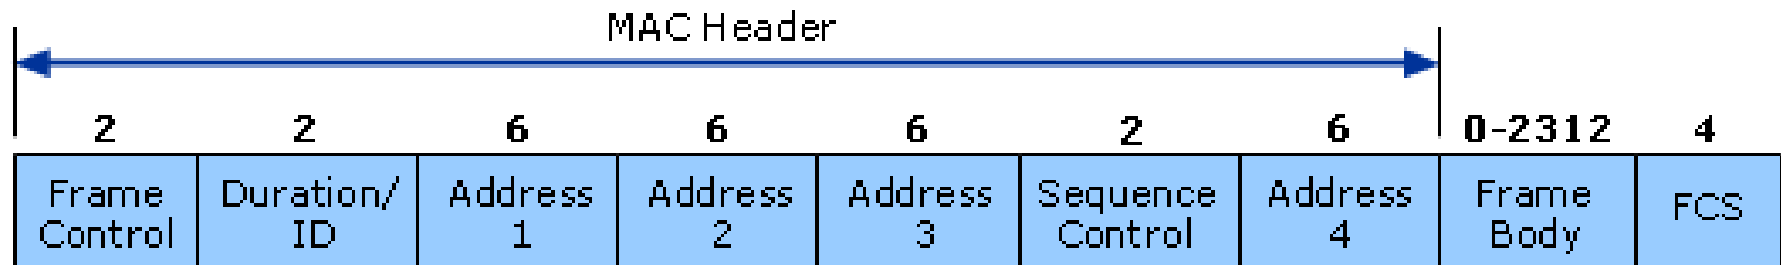 MAC Header
2 2 6 6 6 2 6 0-2312 4
Frame Control
Duration/ ID
Address 1
Address 2
Address 3
Sequence Control
Address 4
Frame Body
FCS